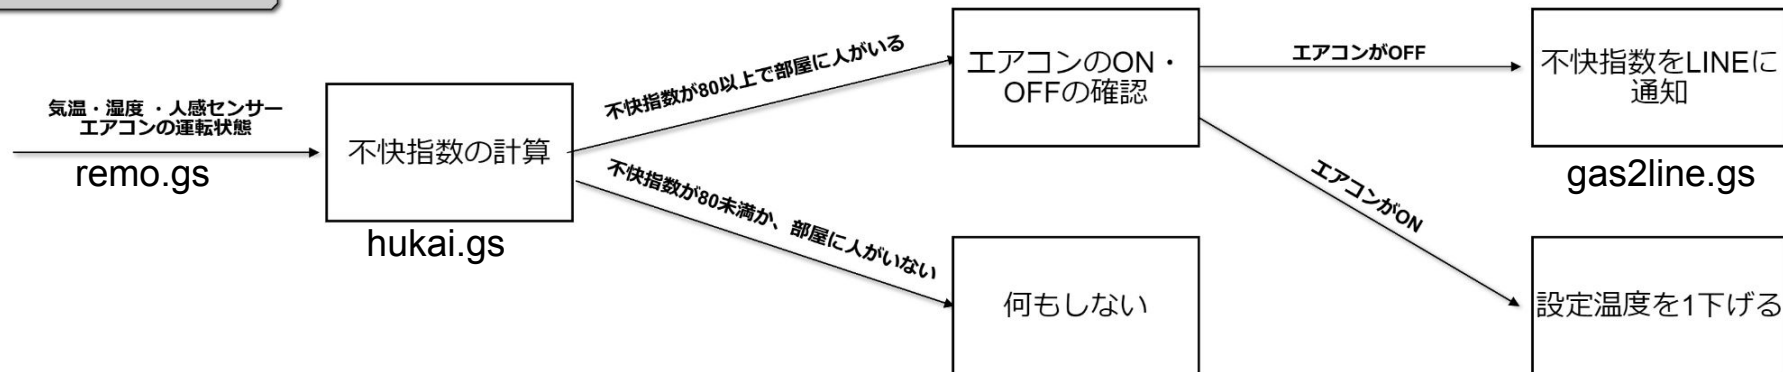 気温・湿度 ・人感センサー
エアコンの運転状態
remo.gs
不快指数の計算
hukai.gs
不快指数が80以上で部屋に人がいる
不快指数が80未満か、部屋に人がいない
エアコンのON・
OFFの確認
何もしない
エアコンがOFF
エアコンがON
不快指数をLINEに
通知
gas2line.gs
設定温度を1下げる